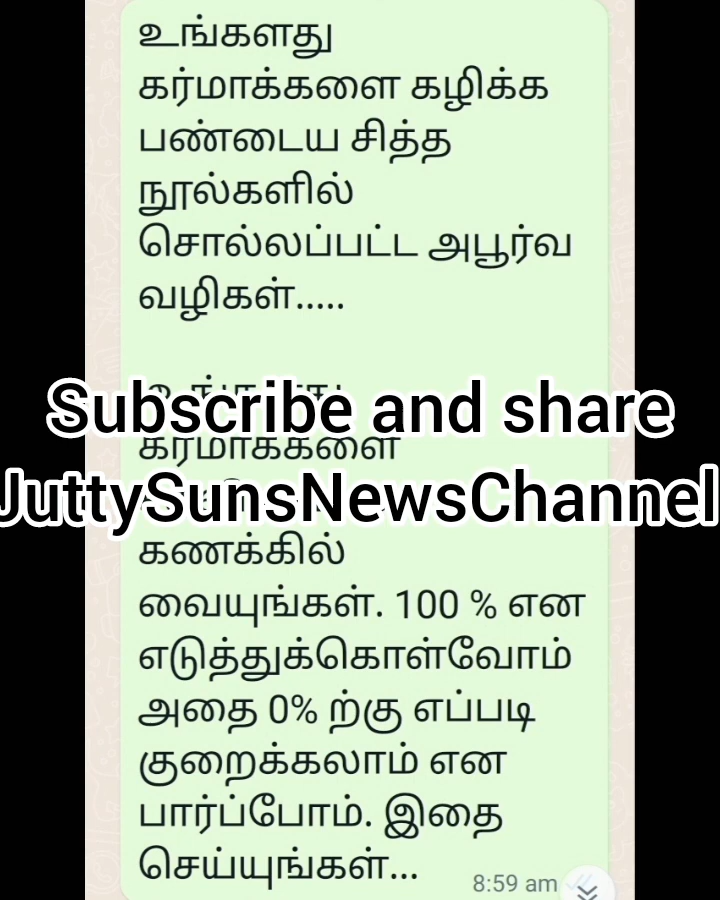 உங்களது
கர்மாக்களை கழிக்க
பண்டைய சித்த
நூல்களில்
சொல்லப்பட்ட அபூர்வ
வழிகள்.....
Subscribe and share
கர்மாக்களை
JuttySunsNewsChannel
கணக்கில்
வையுங்கள். 100 % என
எடுத்துக்கொள்வோம்
அதை 0% ற்கு எப்படி
குறைக்கலாம் என
பார்ப்போம். இதை
செய்யுங்கள்...
8:59 am